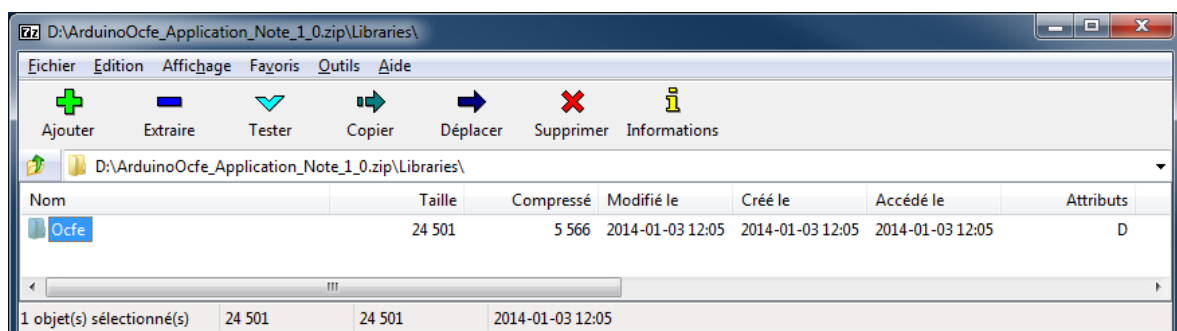 7z D:\ArduinoOcfe_Application_Note_1_0.zip\Libraries\
Fichier Edition Affichage Favoris Outils Aide
Ajouter Extraire Tester Copier Déplacer Supprimer Informations
D:\ArduinoOcfe_Application_Note_1_0.zip\Libraries\
Nom Taille Compressé Modifié le Créé le Accédé le Attributs
Ocfe 24 501 5 566 2014-01-03 12:05 2014-01-03 12:05 2014-01-03 12:05 D
1 objet(s) sélectionné(s) 24 501 24 501 2014-01-03 12:05